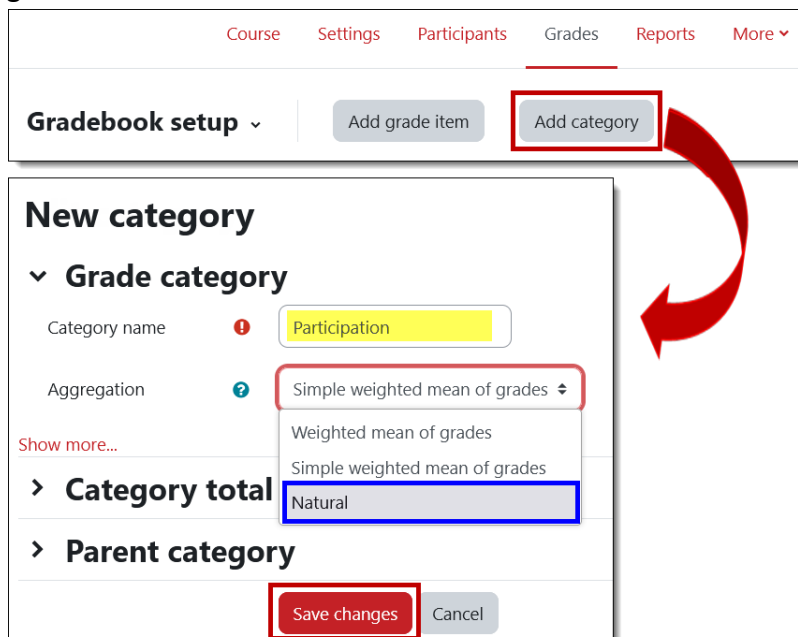 Course Settings Participants Grades Reports More
Gradebook setup Add grade item Add category
New category
Grade category
Category name Participation
Aggregation Simple weighted mean of grades
Weighted mean of grades
Show more...
Simple weighted mean of grades
Category total
Natural
Parent category
Save changes Cancel